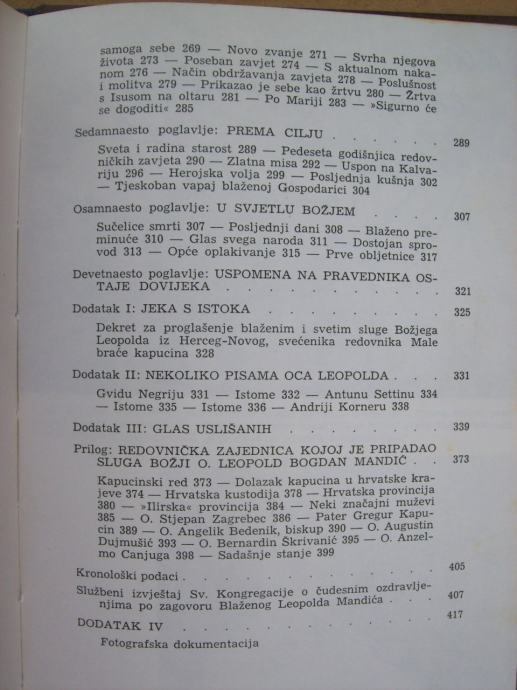 samoga sebe 269 — Novo zvanje 271 — Svrha njegova
života 273 — Poseban zavjet 274 — S aktualnom naka-
nom 276 — Način obdržavanja zavjeta 278 — Poslušnost
i molitva 279 — Prikazao je sebe kao žrtvu 280 — Žrtva
s Isusom na oltaru 281 — Po Mariji 283 — »Sigurno će
se dogoditi« 285
Sedamnaesto poglavlje: PREMA CILJU . . . . . . 289
Sveta i radina starost 289 — Pedeseta godišnjica redov-
ničkih zavjeta 290 — Zlatna misa 292 — Uspon na Kalva-
riju 296 — Herojska volja 299 — Posljednja kušnja 302
— Tjeskoban vapaj blaženoj Gospodarici 304
Osamnaesto poglavlje: U SVJETLU BOŽJEM . . . . 307
Sučelice smrti 307 — Posljednji dani 308 — Blaženo pre-
minuće 310 — Glas svega naroda 311 — Dostojan spro-
vod 313 — Opće oplakivanje 315 — Prve obljetnice 317
Devetnaesto poglavlje: USPOMENA NA PRAVEDNIKA OS-
TAJE DOVIJEKA . . . . . . . . . . 321
Dodatak I: JEKA S ISTOKA . . . . . . . . 325
Dekret za proglašenje blaženim i svetim sluge Božjega
Leopolda iz Herceg-Novog, svećenika redovnika Male
braće kapucina 328
Dodatak II: NEKOLIKO PISAMA OCA LEOPOLDA . . . 331
Gvidu Negriju 331 — Istome 332 — Antunu Settinu 334
— Istome 335 — Istome 336 — Andriji Korneru 338
Dodatak III: GLAS USLIŠANIH . . . . . . . 339
Prilog: REDOVNIČKA ZAJEDNICA KOJOJ JE PRIPADAO
SLUGA BOŽJI O. LEOPOLD BOGDAN MANDIĆ . . 373
Kapucinski red 373 — Dolazak kapucina u hrvatske kra-
jeve 374 — Hrvatska kustodija 378 — Hrvatska provincija
380 — »Ilirska« provincija 384 — Neki značajni muževi
385 — O. Stjepan Zagrebec 386 — Pater Gregur Kapu-
cin 389 — O. Angelik Bedenik, biskup 390 — O. Augustin
Dujmušić 393 — O. Bernardin Škrivanić 395 — O. Anzel-
mo Canjuga 398 — Sadašnje stanje 399
Kronološki podaci . . . . . . . . . . . 405
Službeni izvještaj Sv. Kongregacije o čudesnim ozdravlje-
njima po zagovoru Blaženog Leopolda Mandića . . . 407
DODATAK IV . . . . . . . . . . . . 417
Fotografska dokumentacija